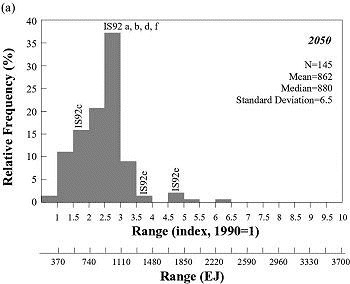 (a)
IS92 a, b, d, f
2050
N=145
Mean=862
Median=880
Standard Deviation=6.5
Relative Frequency (%)
40
35
30
25
20
15
10
5
0
IS92c
IS92e
IS92e
1 1.5 2 2.5 3 3.5 4 4.5 5 5.5 6 6.5 7 7.5 8 8.5 9 9.5 10
Range (index, 1990=1)
370 740 1110 1480 1850 2220 2590 2960 3330 3700
Range (EJ)